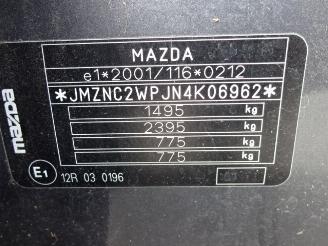 MAZDA
e1*2001/116*0212
*JMZNC2WPJN4K06962*
1495 kg
2395 kg
775 kg
775 kg
mazda
E1 12R 03 0196